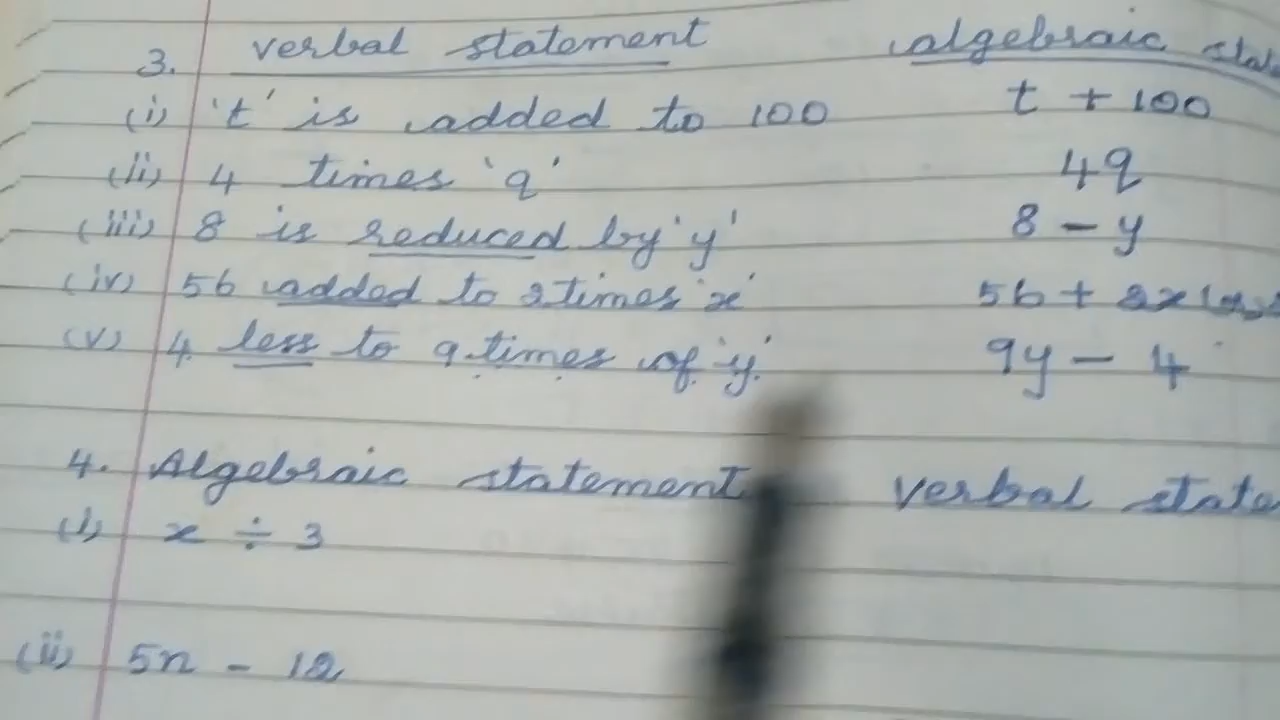 3. verbal statement algebraic
(i) 't' is added to 100 t + 100
(ii) 4 times 'q' 4q
(iii) 8 is reduced by 'y' 8 - y
(iv) 56 added to 2 times 'x' 56 + 2x
(v) 4 less to 9 times of 'y'. 9y - 4
4. Algebraic statement verbal state
(i) x ÷ 3
(ii) 5n - 12